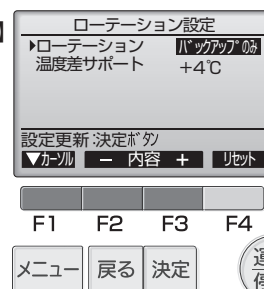 ローテーション設定
▶ローテーション バックアップのみ
温度差サポート +4℃
設定更新:決定ボタン
▼カーソル － 内容 ＋ リセット
F1 F2 F3 F4
メニュー 戻る 決定